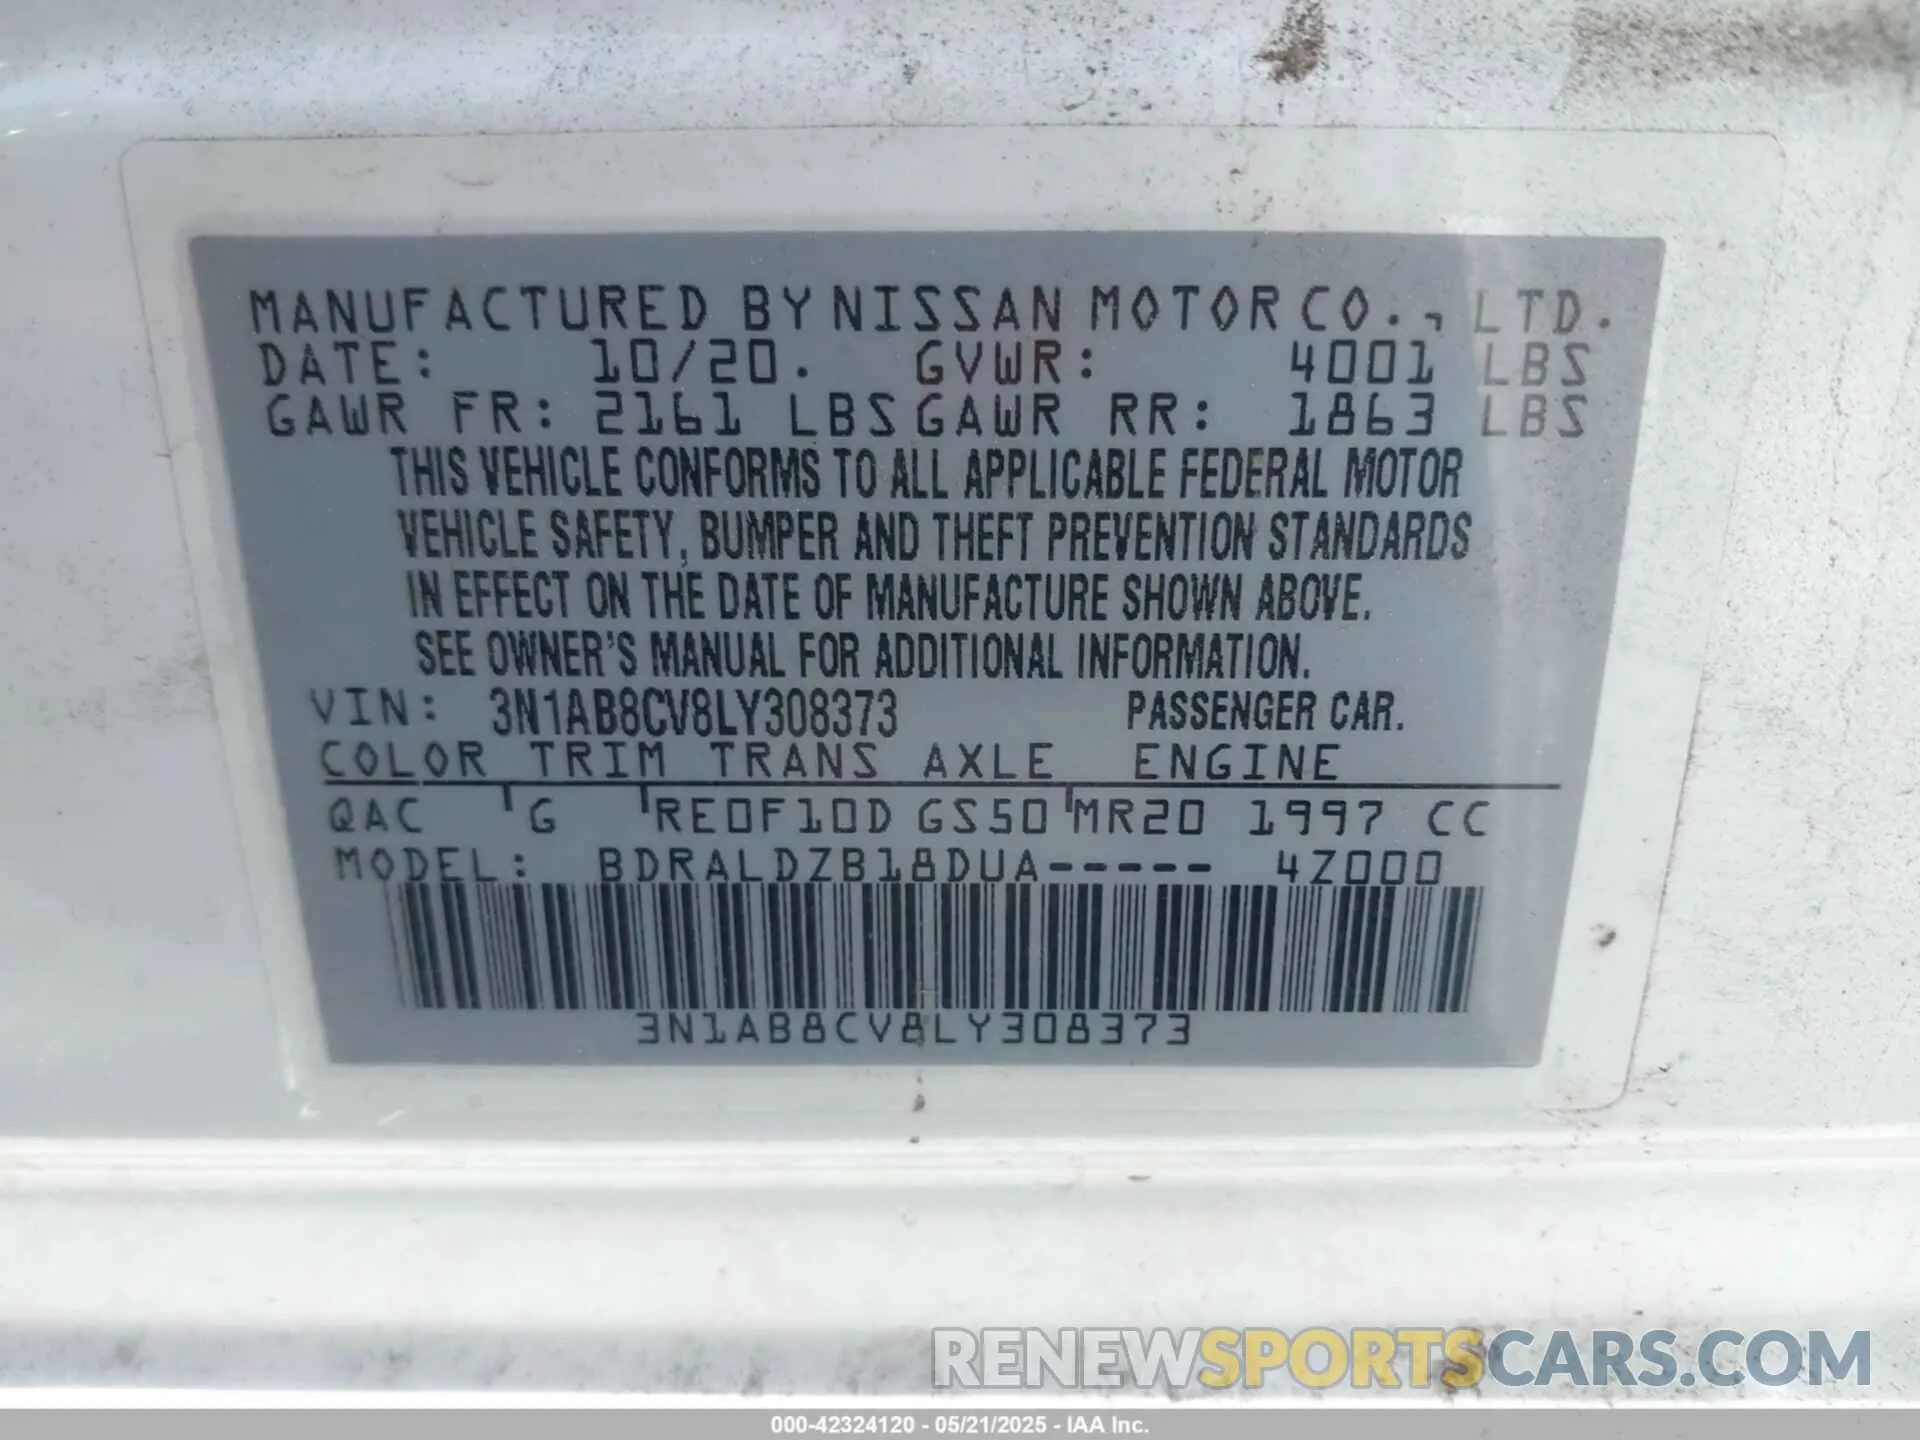 MANUFACTURED BY NISSAN MOTOR CO., LTD.
DATE: 10/20. GVWR: 4001 LBS
GAWR FR: 2161 LBS GAWR RR: 1863 LBS
THIS VEHICLE CONFORMS TO ALL APPLICABLE FEDERAL MOTOR
VEHICLE SAFETY, BUMPER AND THEFT PREVENTION STANDARDS
IN EFFECT ON THE DATE OF MANUFACTURE SHOWN ABOVE.
SEE OWNER'S MANUAL FOR ADDITIONAL INFORMATION.
VIN: 3N1AB8CV8LY308373 PASSENGER CAR.
COLOR TRIM TRANS AXLE ENGINE
QAC G RE0F10D GS50 MR20 1997 CC
MODEL: BDRALDZB18DUA----- 4Z000
3N1AB8CV8LY308373
RENEWSPORTSCARS.COM
000-42324120 - 05/21/2025 - IAA Inc.